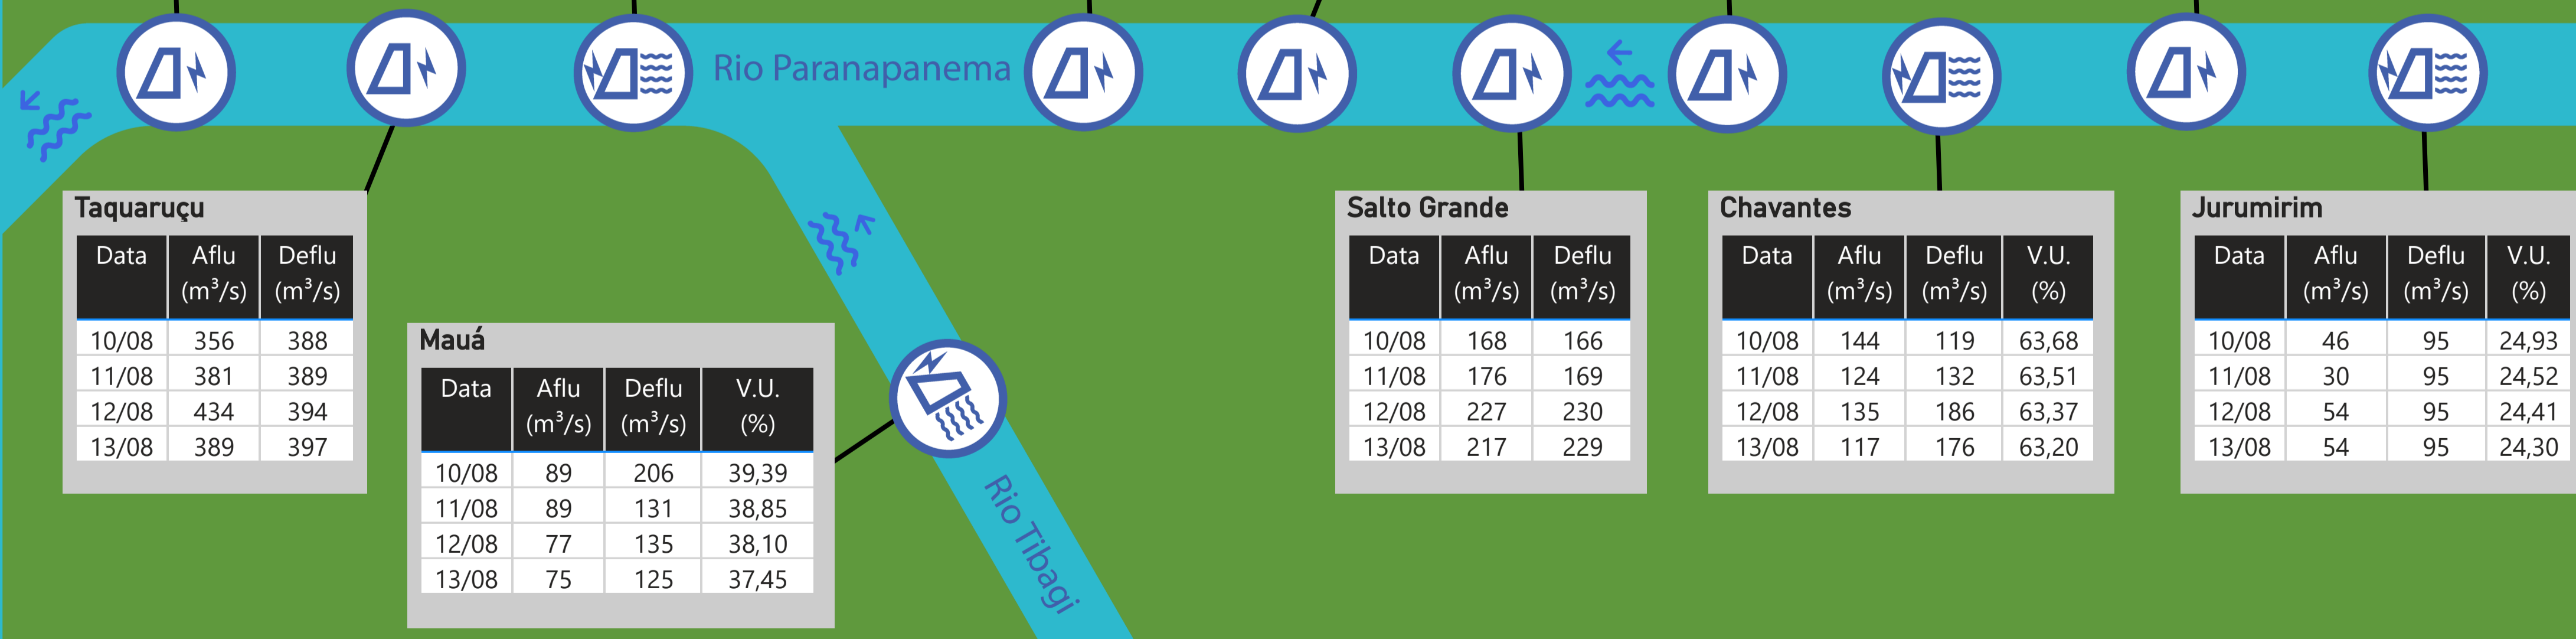 Rio Paranapanema
Taquaruçu
Data Aflu (m³/s) Deflu (m³/s)
10/08 356 388
11/08 381 389
12/08 434 394
13/08 389 397
Mauá
Data Aflu (m³/s) Deflu (m³/s) V.U. (%)
10/08 89 206 39,39
11/08 89 131 38,85
12/08 77 135 38,10
13/08 75 125 37,45
Rio Tibagi
Salto Grande
Data Aflu (m³/s) Deflu (m³/s)
10/08 168 166
11/08 176 169
12/08 227 230
13/08 217 229
Chavantes
Data Aflu (m³/s) Deflu (m³/s) V.U. (%)
10/08 144 119 63,68
11/08 124 132 63,51
12/08 135 186 63,37
13/08 117 176 63,20
Jurumirim
Data Aflu (m³/s) Deflu (m³/s) V.U. (%)
10/08 46 95 24,93
11/08 30 95 24,52
12/08 54 95 24,41
13/08 54 95 24,30